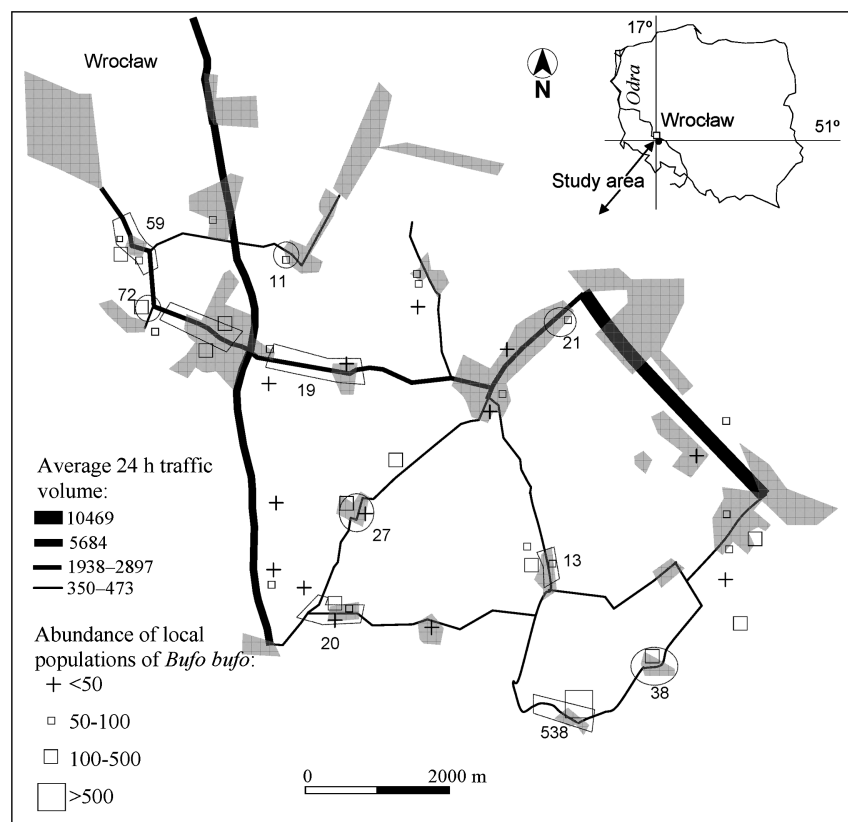 Wrocław
17º
Odra
N
Wrocław
51º
Study area
59
11
72
21
19
Average 24 h traffic
volume:
10469
5684
1938–2897
350–473
27
13
20
Abundance of local
populations of Bufo bufo:
<50
50-100
100-500
>500
38
538
0 2000 m